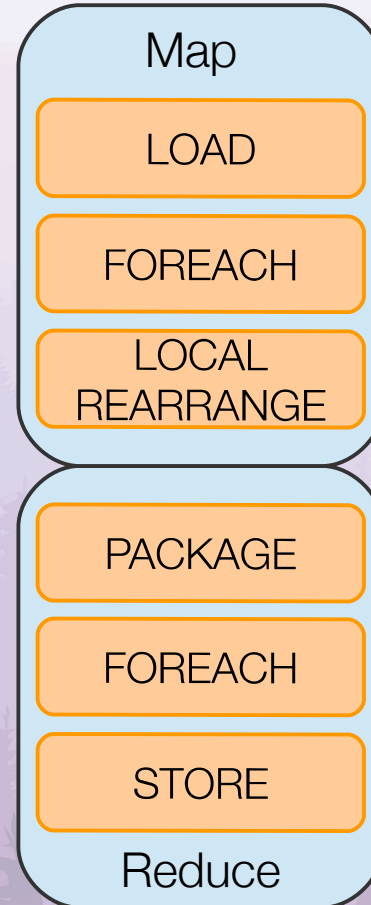 Map
LOAD
FOREACH
LOCAL
REARRANGE
PACKAGE
FOREACH
STORE
Reduce